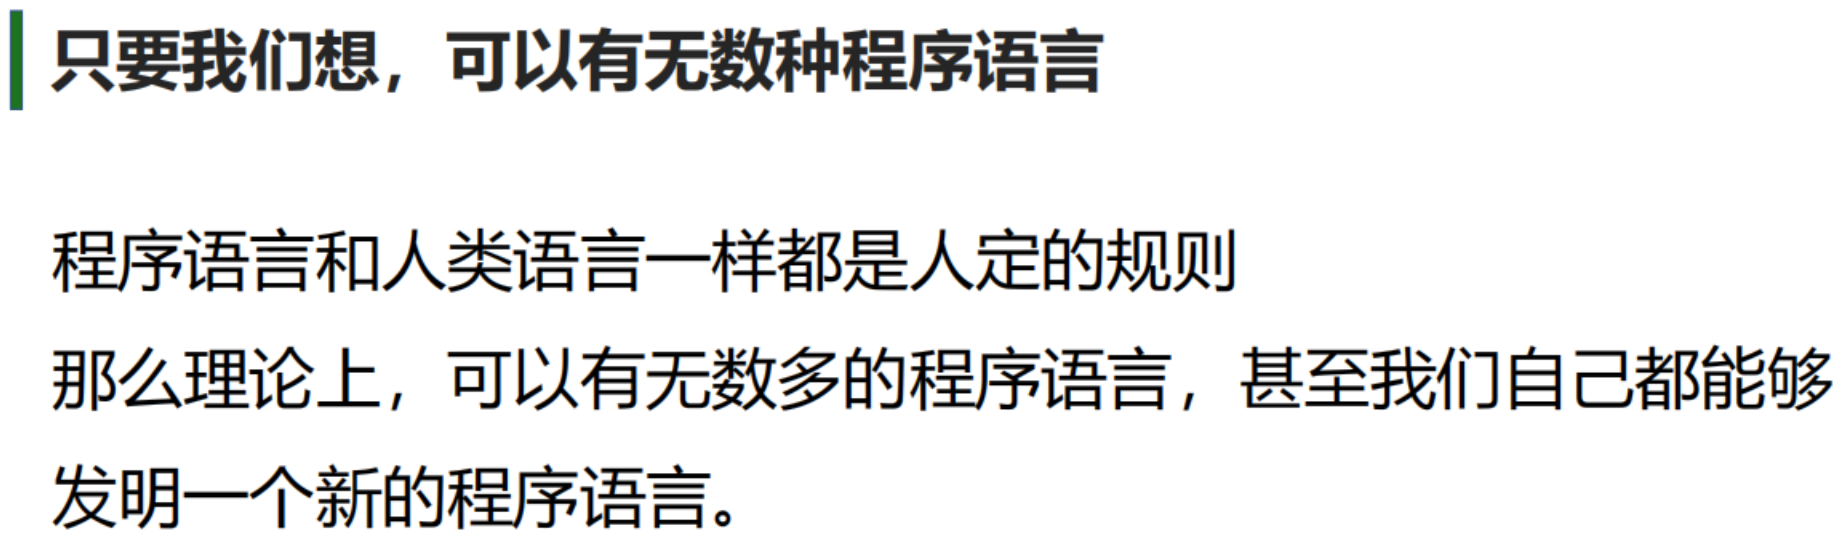 只要我们想，可以有无数种程序语言
程序语言和人类语言一样都是人定的规则
那么理论上，可以有无数多的程序语言，甚至我们自己都能够
发明一个新的程序语言。